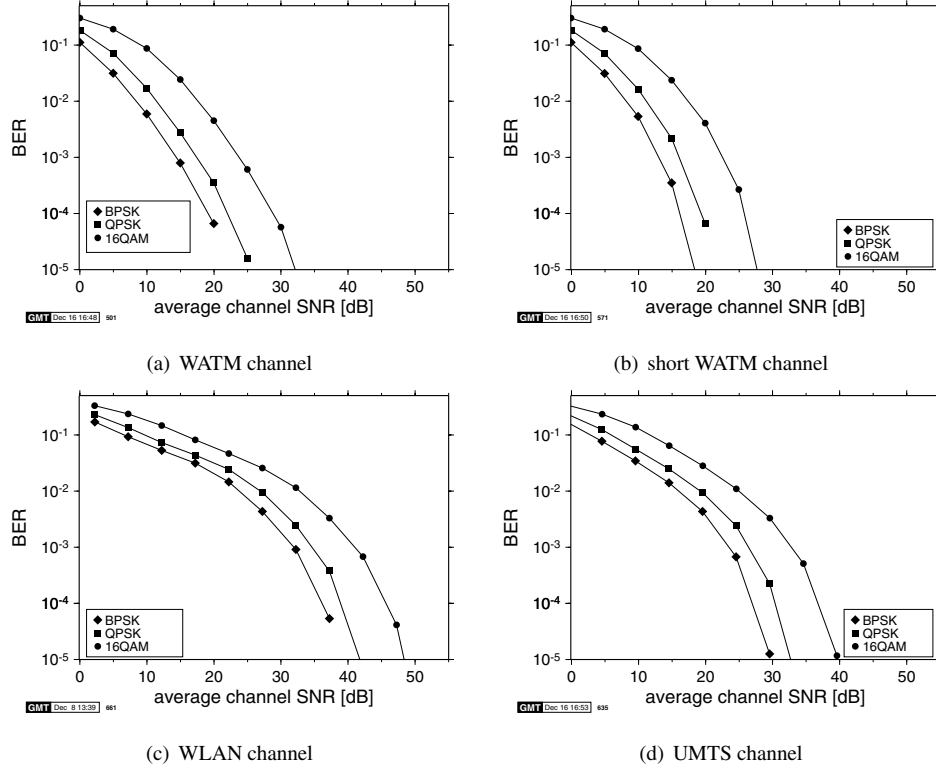 10⁻¹
10⁻²
10⁻³
10⁻⁴
10⁻⁵
BER
BPSK
QPSK
16QAM
0 10 20 30 40 50
average channel SNR [dB]
GMT Dec 16 16:48 501
(a) WATM channel
10⁻¹
10⁻²
10⁻³
10⁻⁴
10⁻⁵
BER
BPSK
QPSK
16QAM
0 10 20 30 40 50
average channel SNR [dB]
GMT Dec 16 16:50 571
(b) short WATM channel
10⁻¹
10⁻²
10⁻³
10⁻⁴
10⁻⁵
BER
BPSK
QPSK
16QAM
0 10 20 30 40 50
average channel SNR [dB]
GMT Dec 8 13:39 661
(c) WLAN channel
10⁻¹
10⁻²
10⁻³
10⁻⁴
10⁻⁵
BER
BPSK
QPSK
16QAM
0 10 20 30 40 50
average channel SNR [dB]
GMT Dec 16 16:53 635
(d) UMTS channel